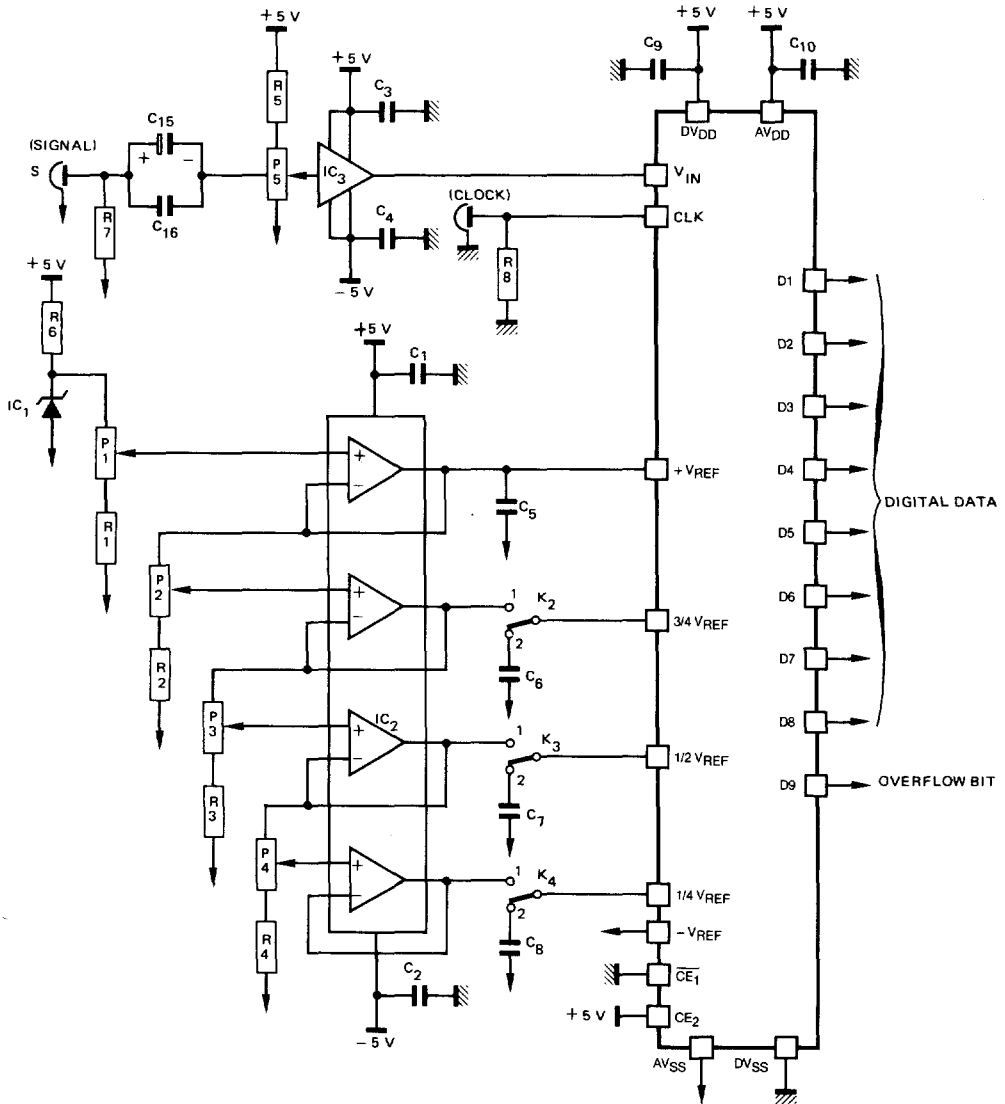 + 5 V
+ 5 V
+ 5 V
C9
C10
+ 5 V
R5
C3
DVDD
AVDD
(SIGNAL)
C15
S
+
−
P5
IC3
VIN
(CLOCK)
CLK
R7
C16
C4
R8
− 5 V
+ 5 V
D1
R6
+ 5 V
D2
C1
IC1
D3
P1
+
−
+ VREF
D4
DIGITAL DATA
R1
C5
D5
P2
+
−
1
K2
2
3/4 VREF
D6
R2
C6
D7
P3
+
−
IC2
1
K3
2
1/2 VREF
D8
R3
C7
D9
OVERFLOW BIT
P4
+
−
1
K4
2
1/4 VREF
R4
C8
− VREF
C2
CE1
+ 5 V
CE2
− 5 V
AVSS
DVSS